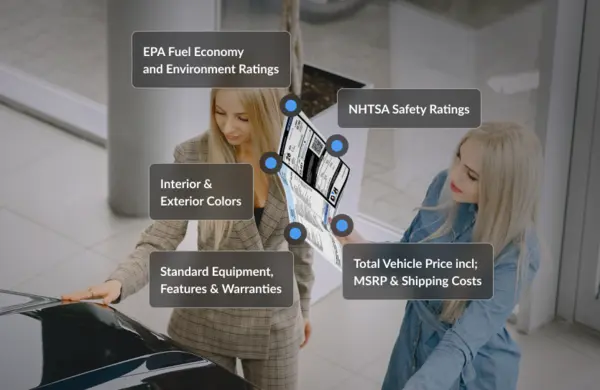 EPA Fuel Economy
and Environment Ratings
NHTSA Safety Ratings
Interior &
Exterior Colors
Standard Equipment,
Features & Warranties
Total Vehicle Price incl;
MSRP & Shipping Costs